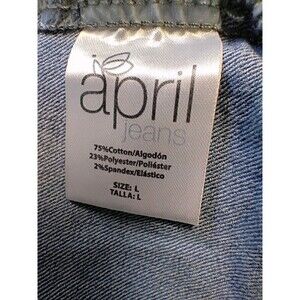 april
jeans
75%Cotton/Algodón
23%Polyester/Poliéster
2%Spandex/Elástico
SIZE: L
TALLA: L